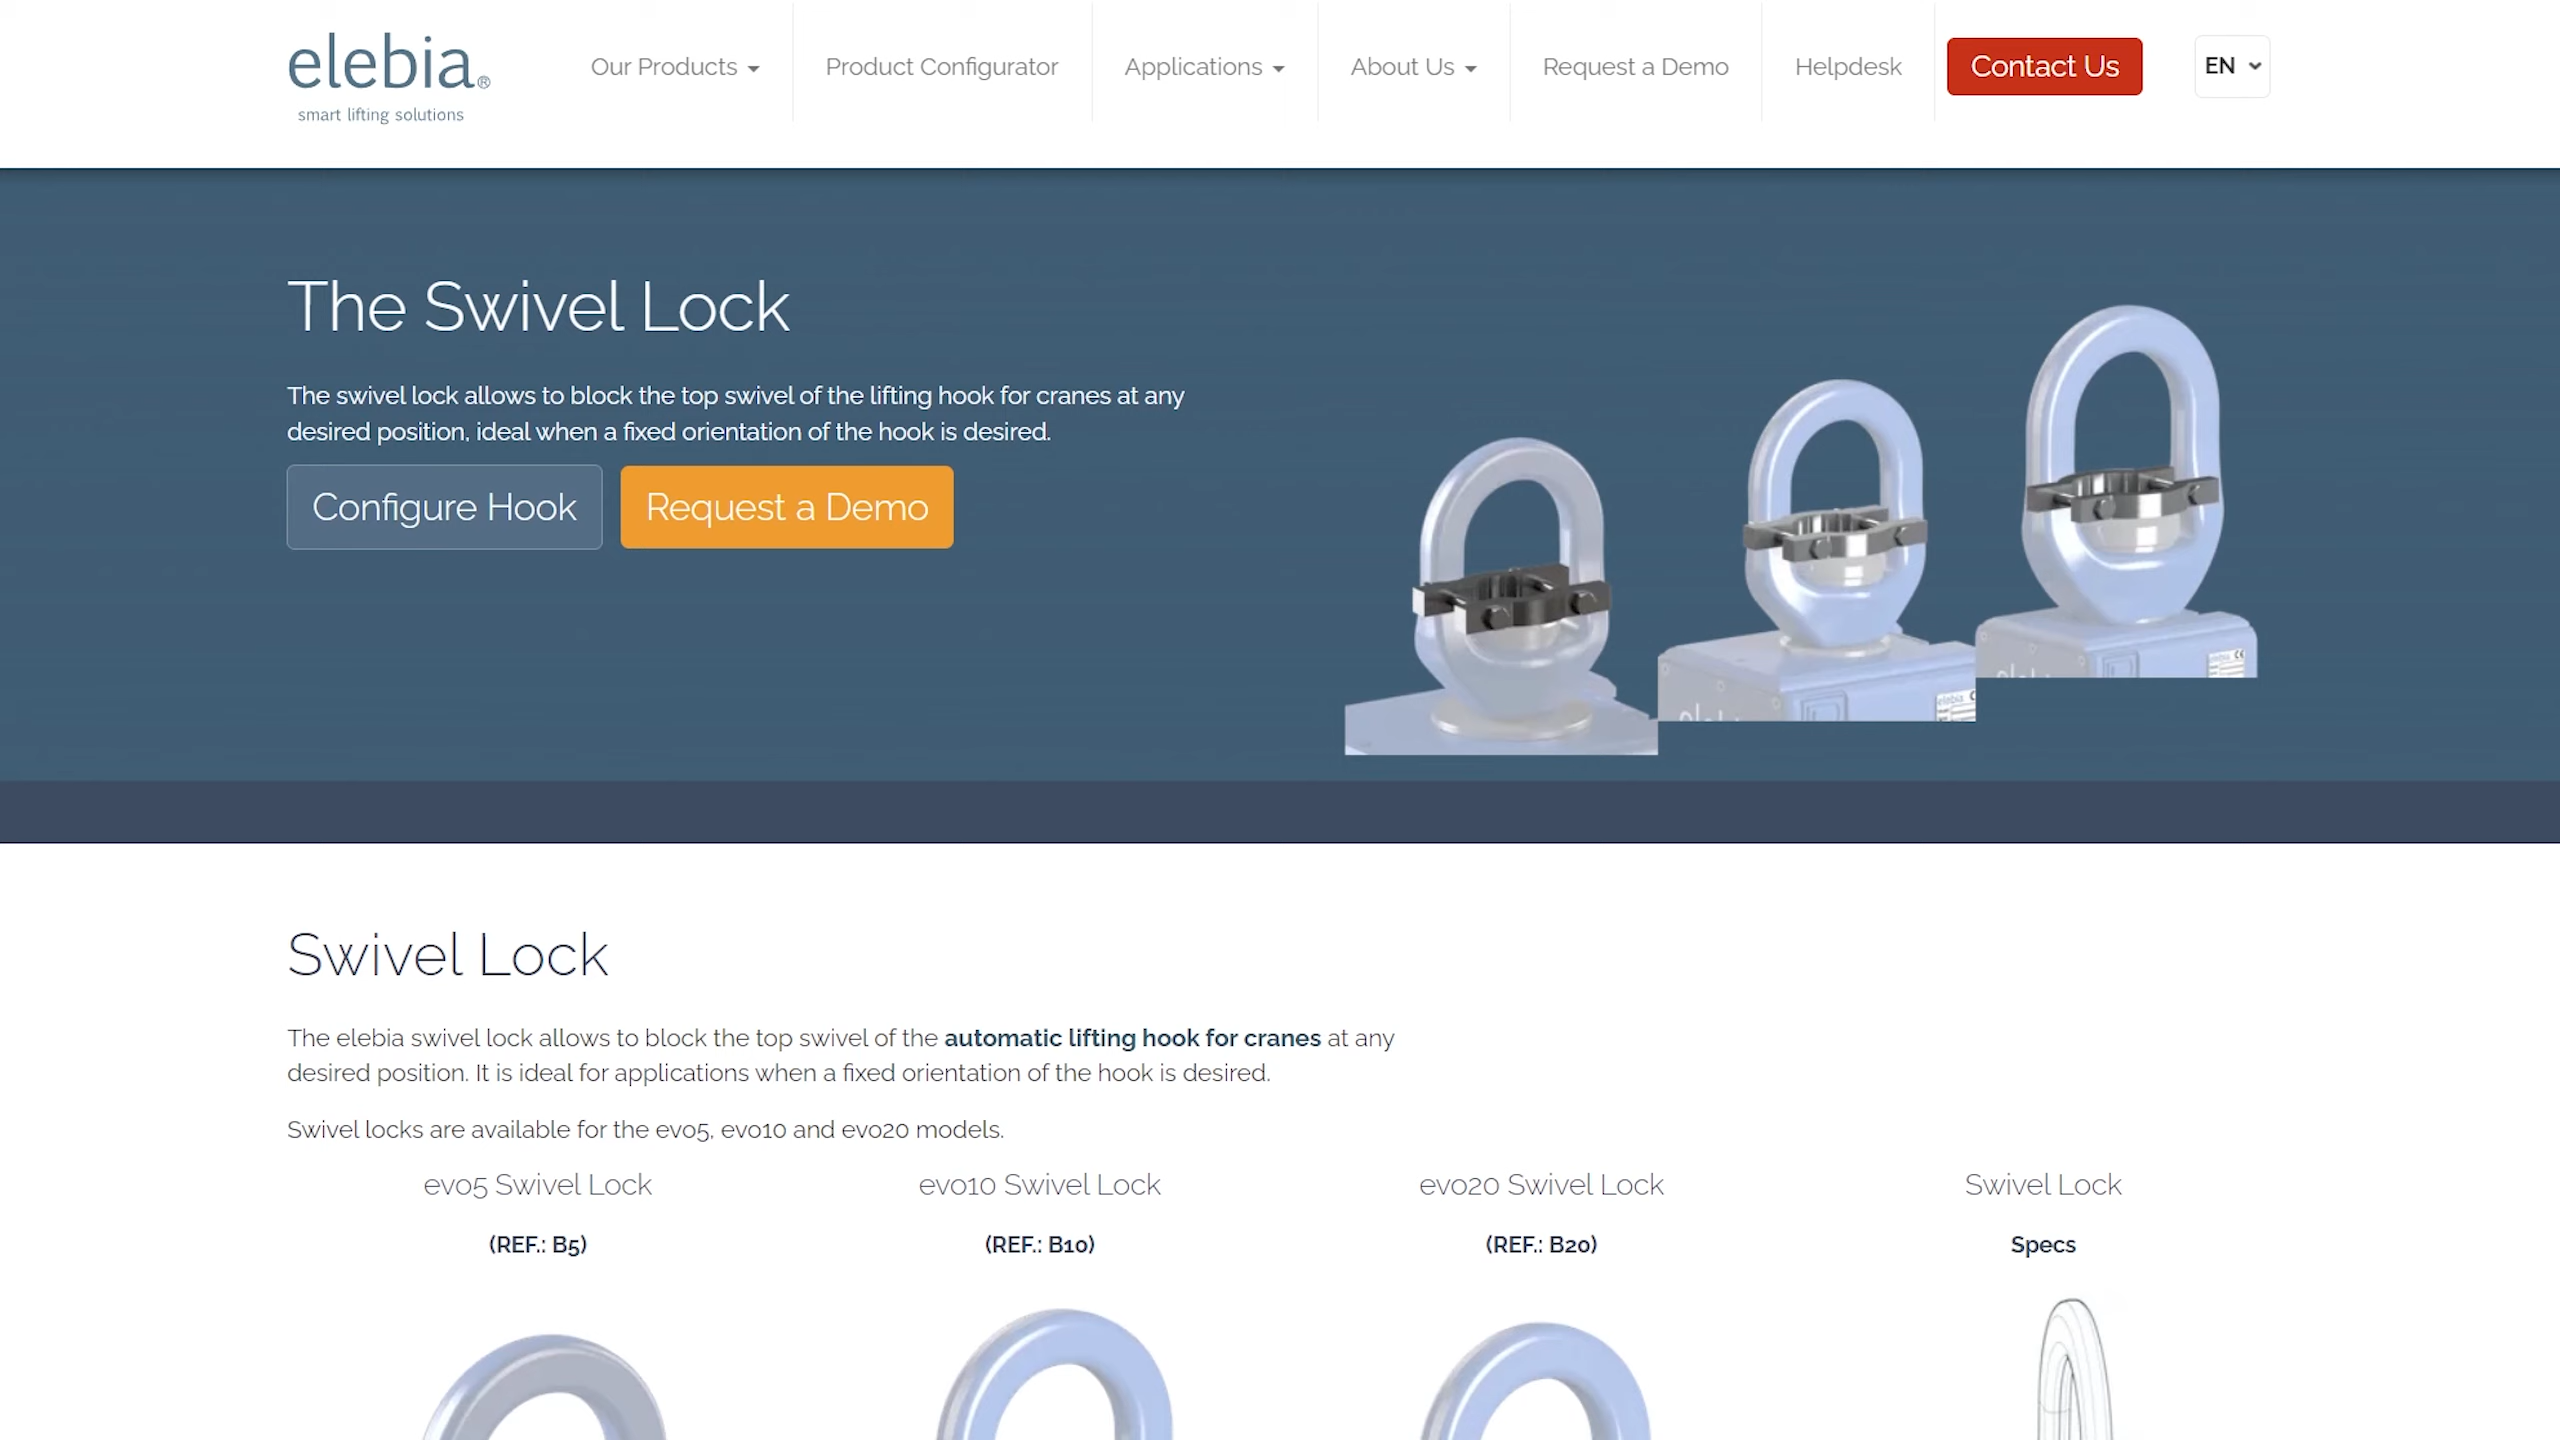 elebia®
smart lifting solutions
Our Products
Product Configurator
Applications
About Us
Request a Demo
Helpdesk
Contact Us
EN
The Swivel Lock
The swivel lock allows to block the top swivel of the lifting hook for cranes at any
desired position, ideal when a fixed orientation of the hook is desired.
Configure Hook
Request a Demo
elebia CE
elebia
Swivel Lock
The elebia swivel lock allows to block the top swivel of the automatic lifting hook for cranes at any
desired position. It is ideal for applications when a fixed orientation of the hook is desired.
Swivel locks are available for the evo5, evo10 and evo20 models.
evo5 Swivel Lock
(REF.: B5)
evo10 Swivel Lock
(REF.: B10)
evo20 Swivel Lock
(REF.: B20)
Swivel Lock
Specs